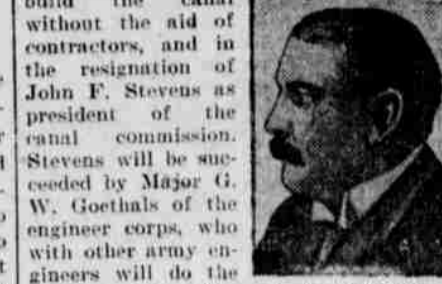 build the canal
without the aid of
contractors, and in
the resignation of
John F. Stevens as
president of the
canal commission.
Stevens will be suc-
ceeded by Major G.
W. Goethals of the
engineer corps, who
with other army en-
gineers will do the